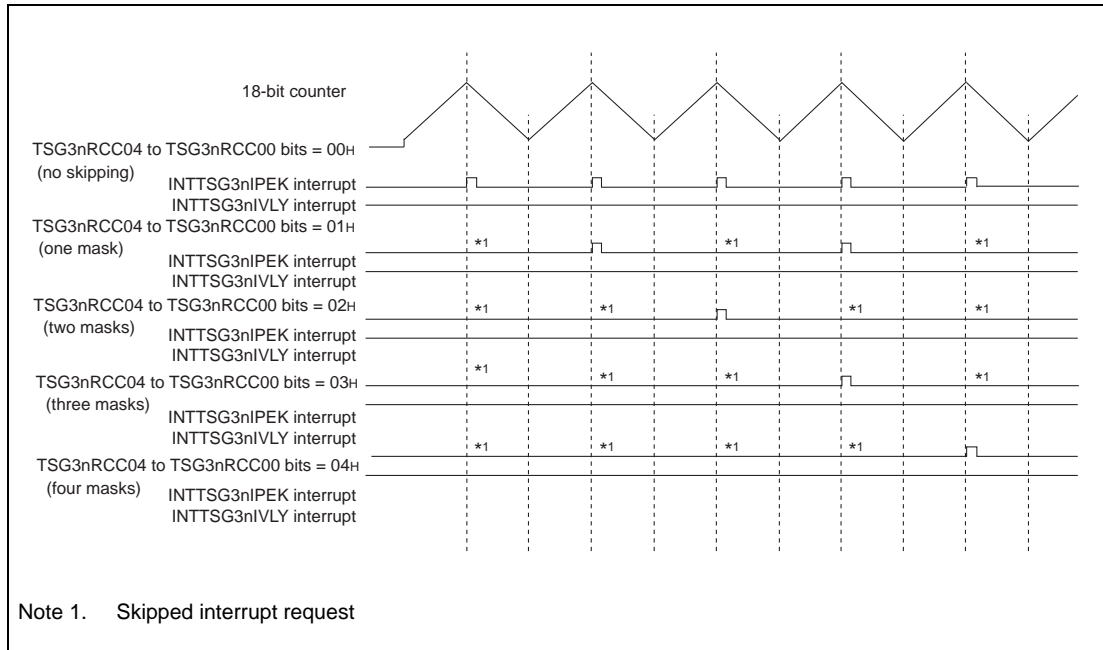 18-bit counter
TSG3nRCC04 to TSG3nRCC00 bits = 00H
(no skipping)
INTTSG3nIPEK interrupt
INTTSG3nIVLY interrupt
TSG3nRCC04 to TSG3nRCC00 bits = 01H
(one mask)
*1 *1 *1
INTTSG3nIPEK interrupt
INTTSG3nIVLY interrupt
TSG3nRCC04 to TSG3nRCC00 bits = 02H
*1 *1 *1 *1
(two masks)
INTTSG3nIPEK interrupt
INTTSG3nIVLY interrupt
*1 *1 *1 *1
TSG3nRCC04 to TSG3nRCC00 bits = 03H
(three masks)
INTTSG3nIPEK interrupt
INTTSG3nIVLY interrupt
*1 *1 *1 *1
TSG3nRCC04 to TSG3nRCC00 bits = 04H
(four masks)
INTTSG3nIPEK interrupt
INTTSG3nIVLY interrupt
Note 1. Skipped interrupt request